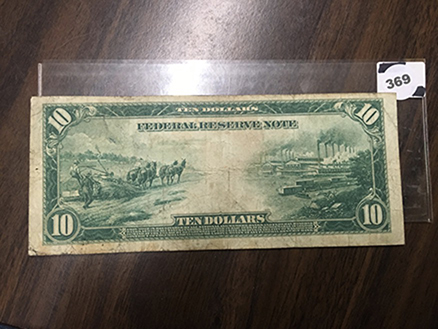 369
TEN DOLLARS
10 10
FEDERAL RESERVE NOTE
10 TEN DOLLARS 10